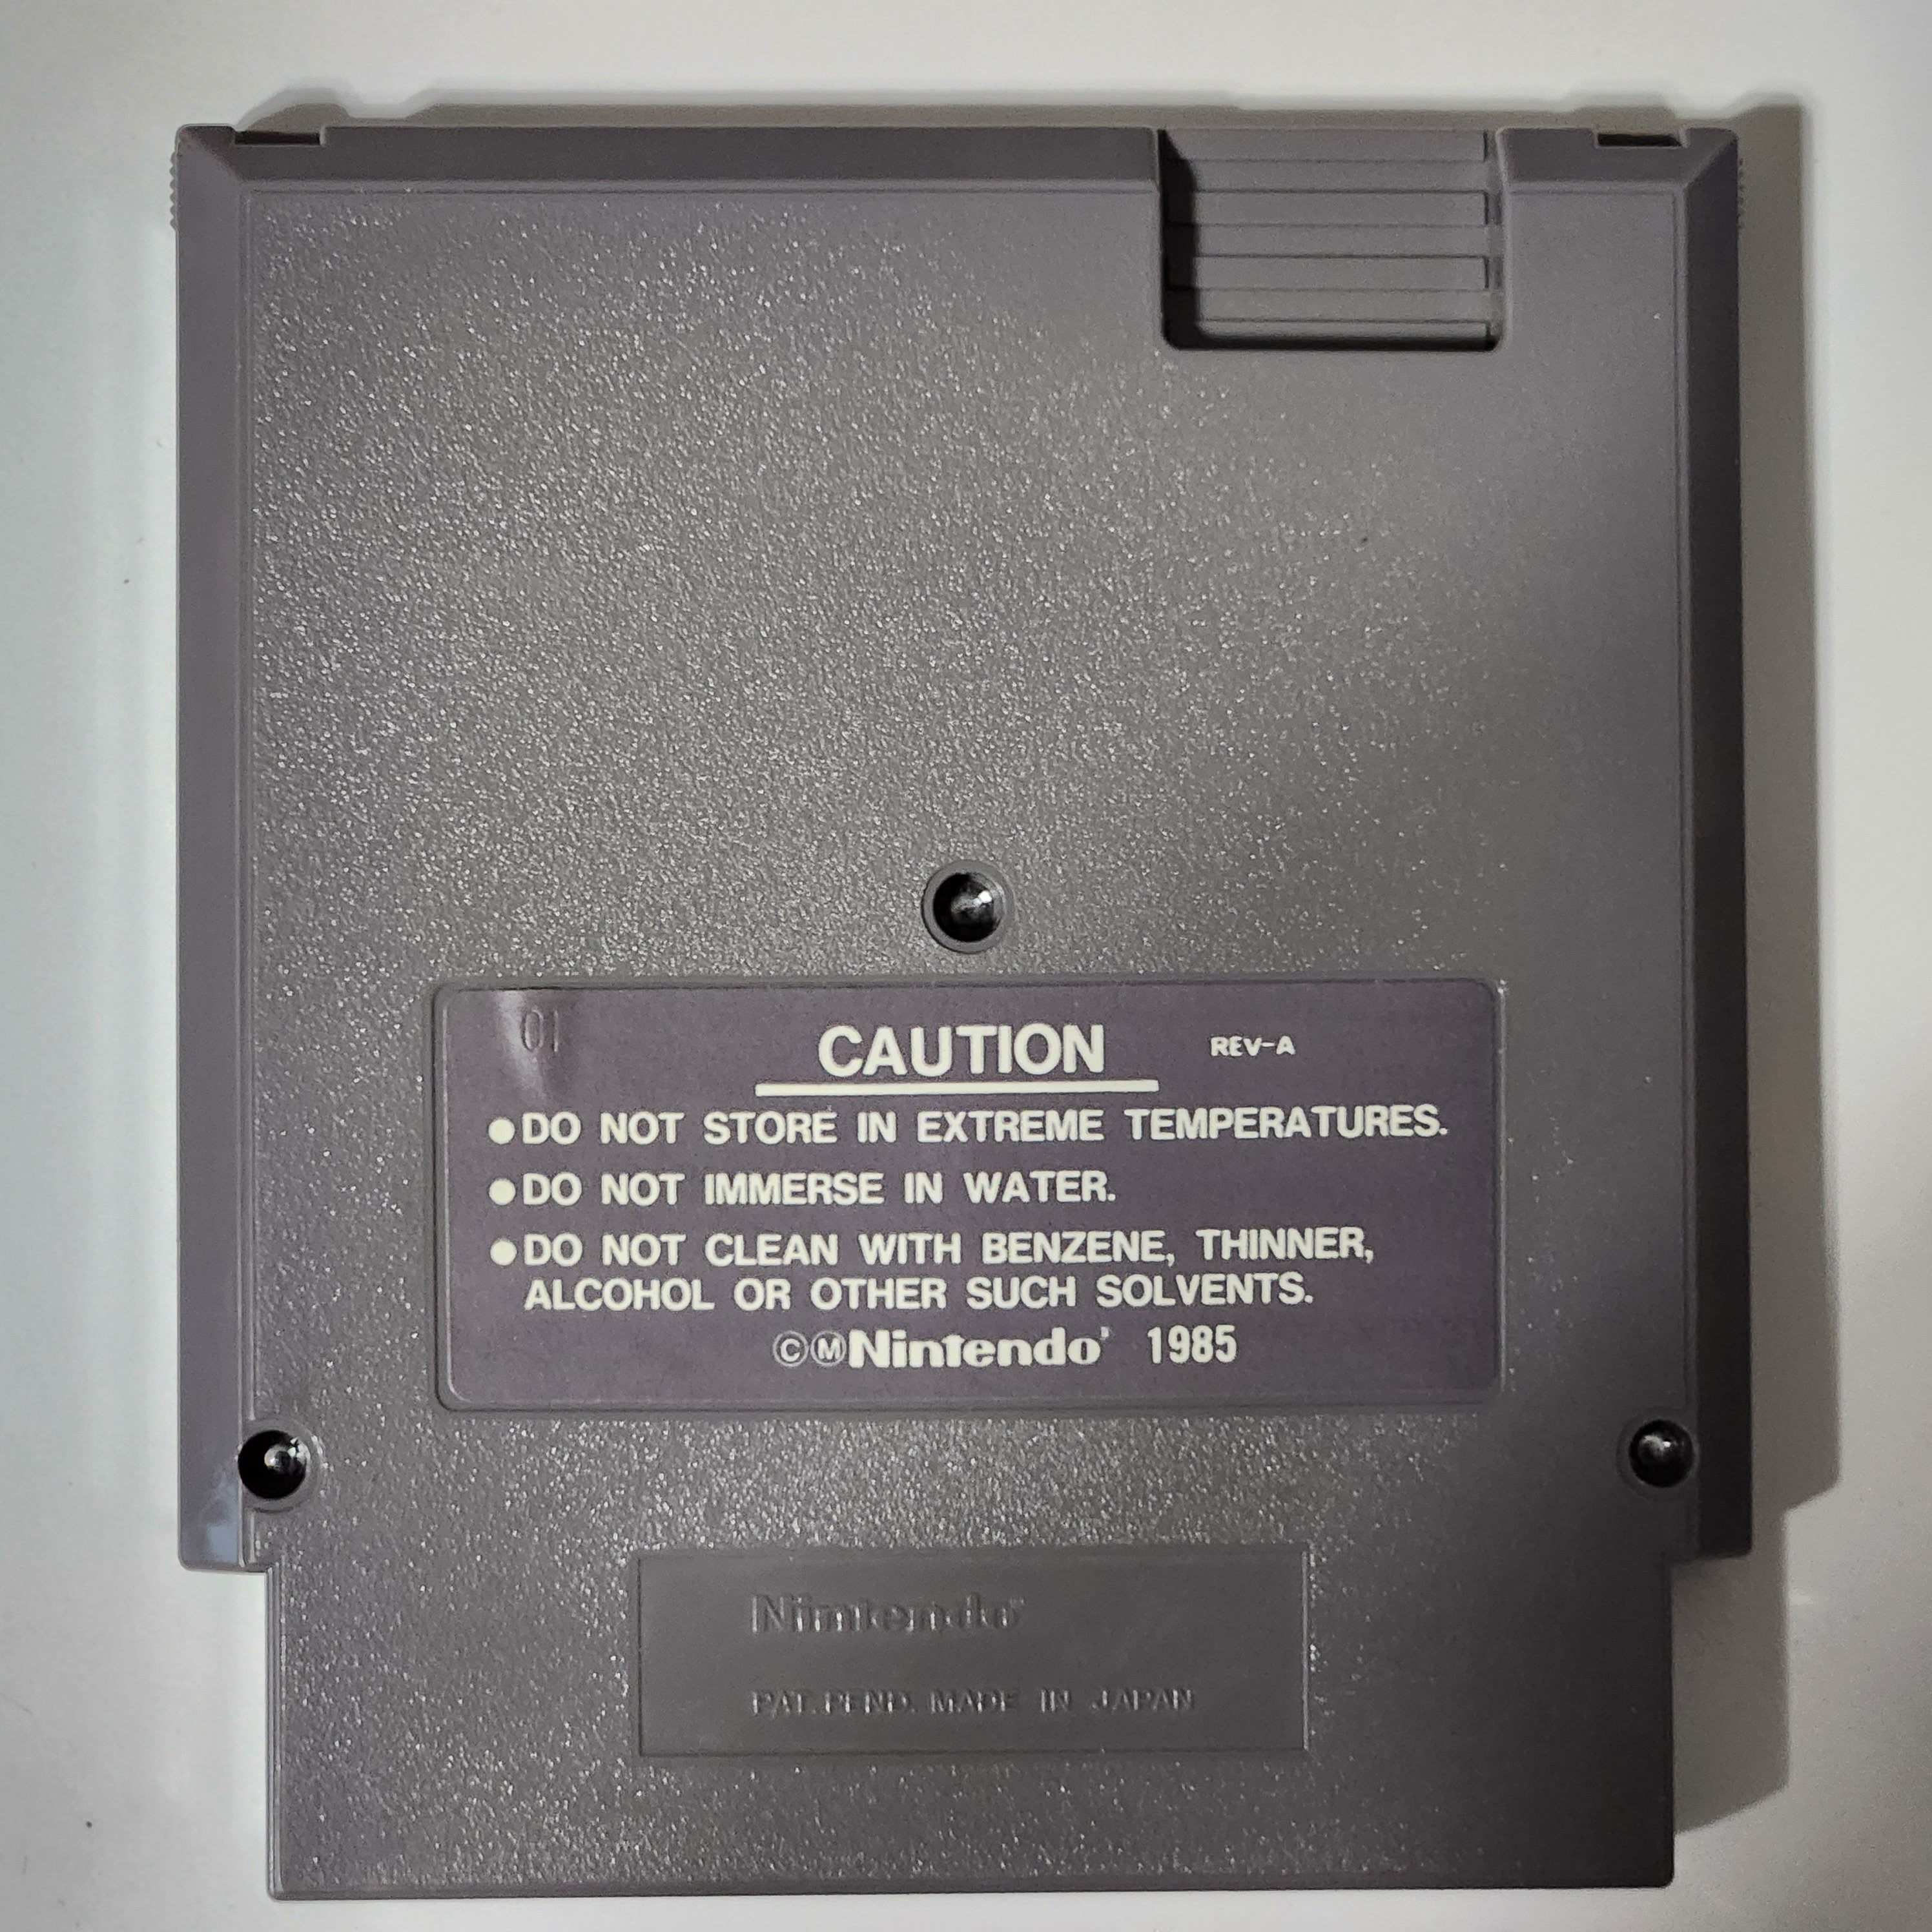 01
CAUTION REV-A
●DO NOT STORE IN EXTREME TEMPERATURES.
●DO NOT IMMERSE IN WATER.
●DO NOT CLEAN WITH BENZENE, THINNER,
ALCOHOL OR OTHER SUCH SOLVENTS.
©ⓂNintendo® 1985
Nintendo®
PAT. PEND. MADE IN JAPAN